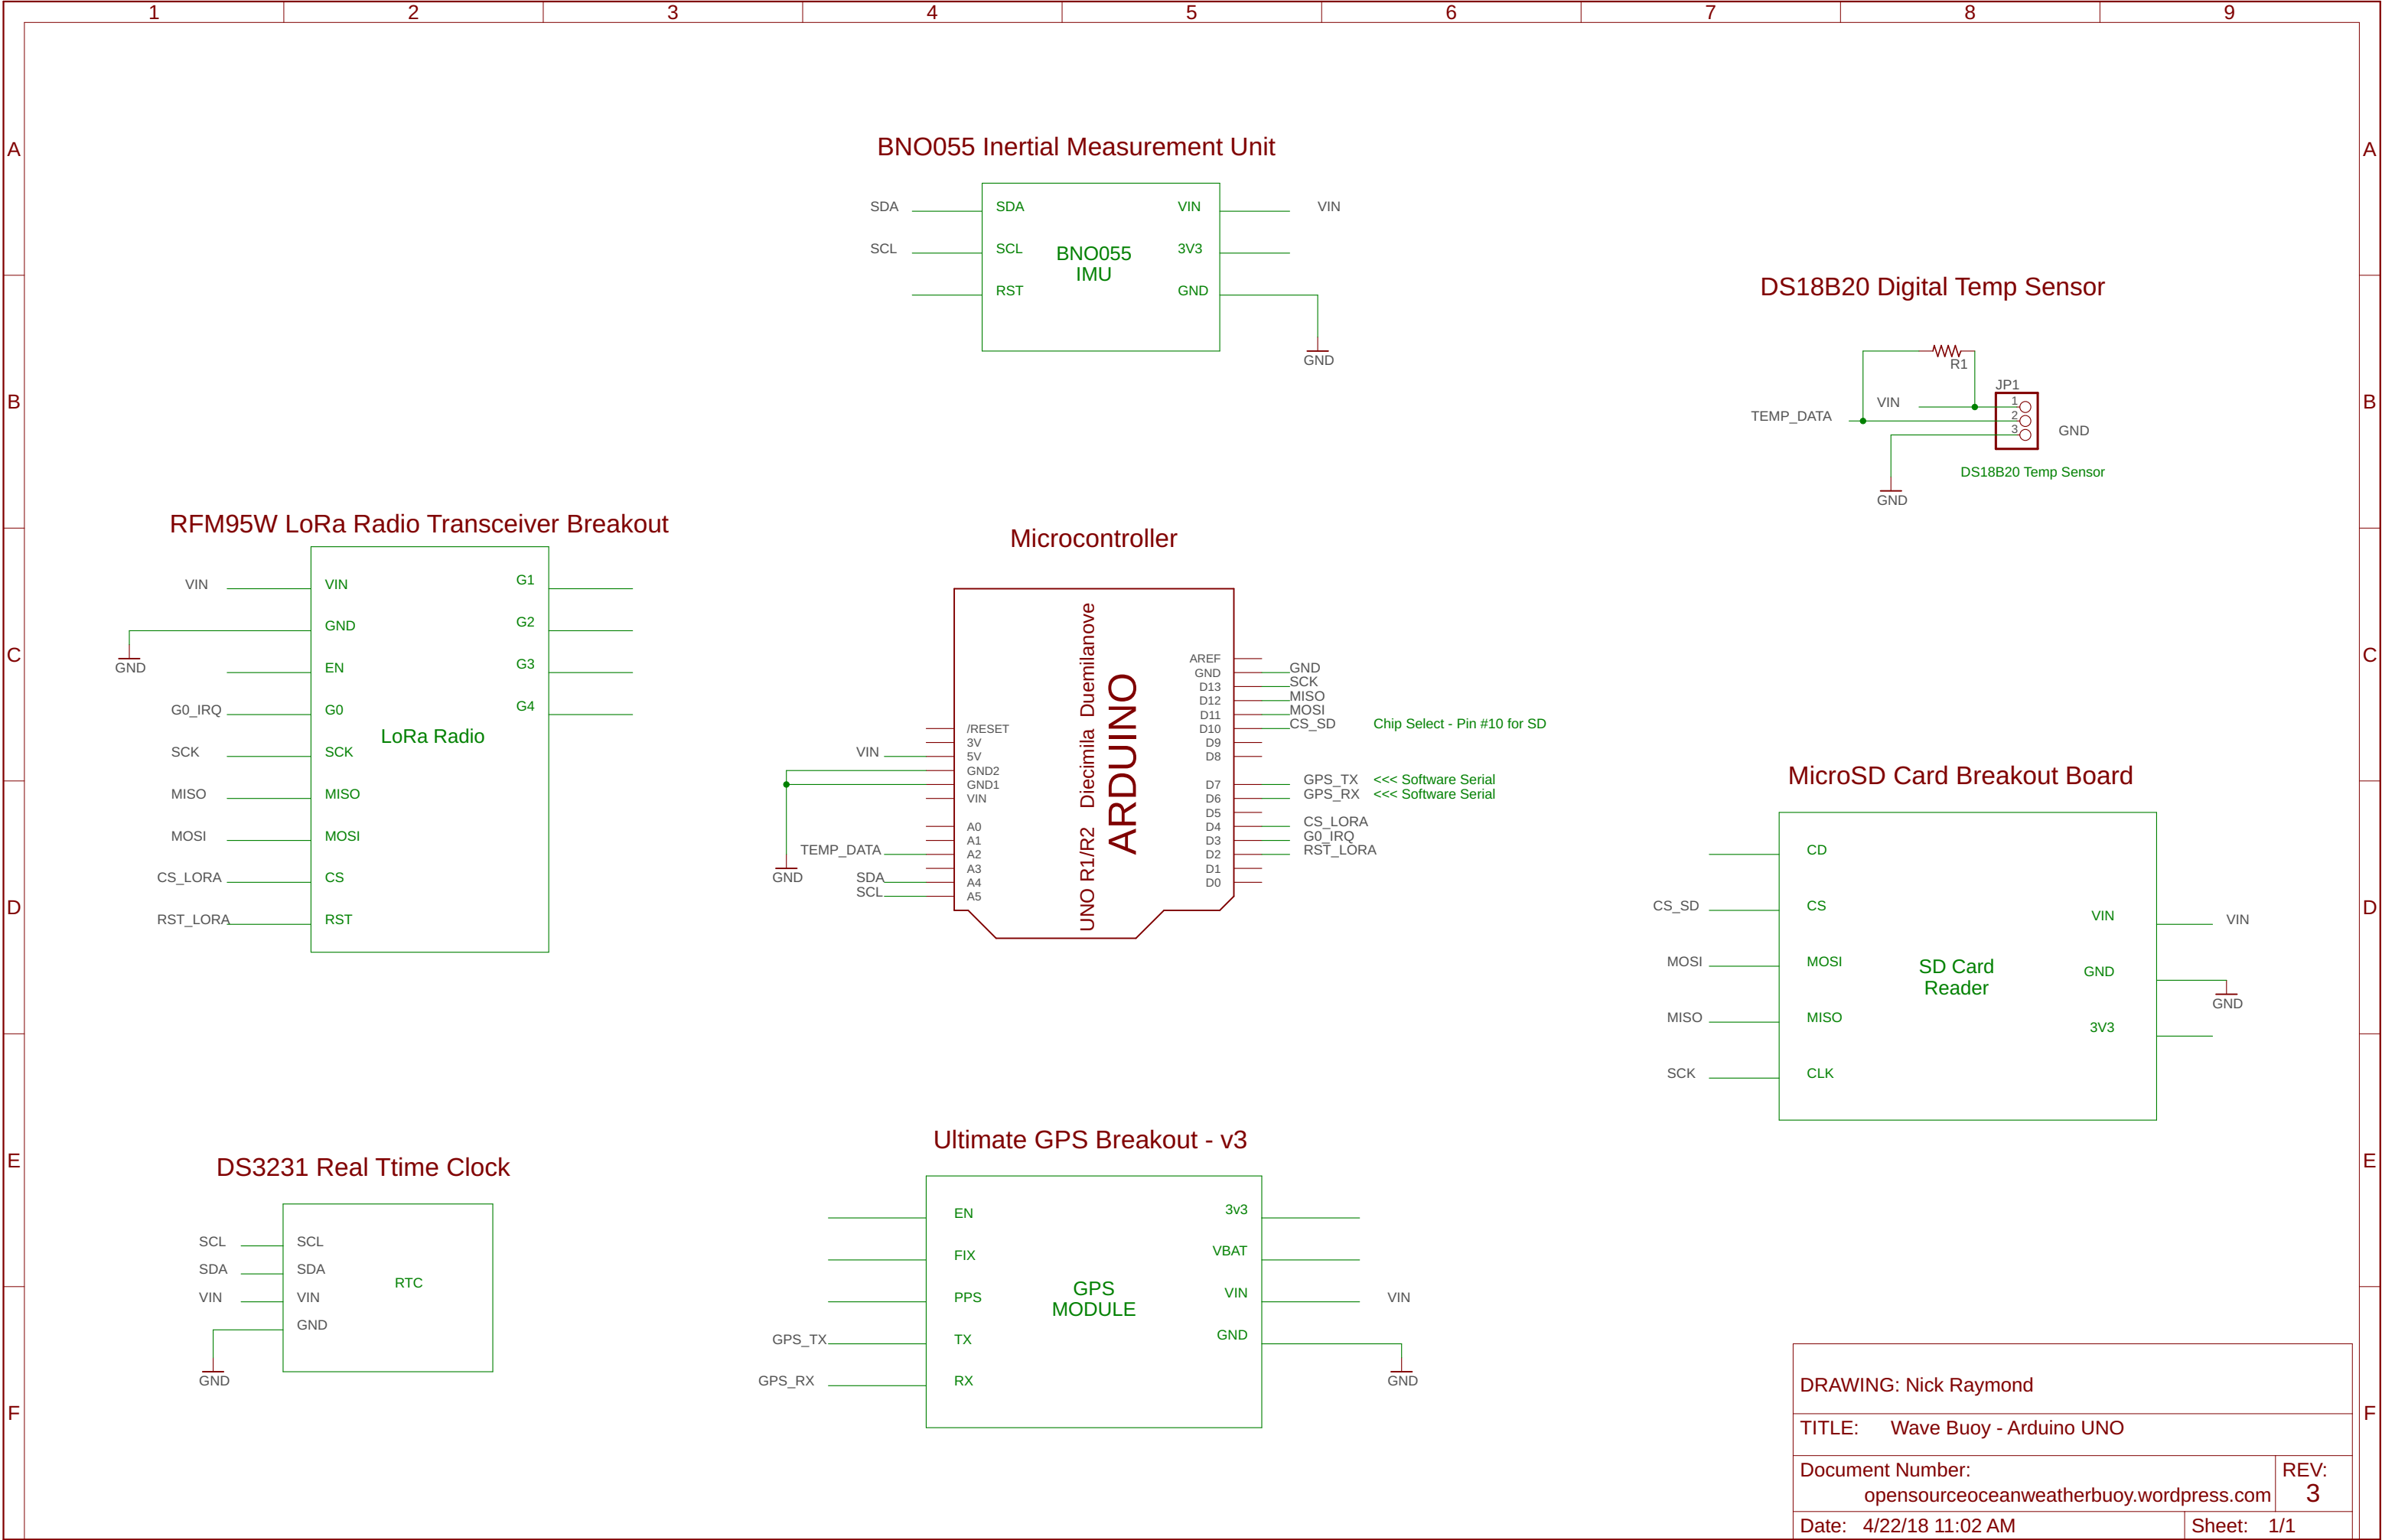 1 2 3 4 5 6 7 8 9
A A
BNO055 Inertial Measurement Unit
SDA SDA VIN VIN
SCL SCL 3V3
BNO055
IMU
RST GND
GND
DS18B20 Digital Temp Sensor
R1
JP1
B B
VIN 1
TEMP_DATA 2
3 GND
DS18B20 Temp Sensor
GND
RFM95W LoRa Radio Transceiver Breakout
VIN VIN G1
GND G2
GND
EN G3
G0_IRQ G0 G4
LoRa Radio
SCK SCK
MISO MISO
MOSI MOSI
CS_LORA CS
RST_LORA RST
C C
Microcontroller
UNO R1/R2 Diecimila Duemilanove
ARDUINO
AREF
GND GND
D13 SCK
D12 MISO
D11 MOSI
/RESET D10 CS_SD Chip Select - Pin #10 for SD
3V D9
VIN 5V D8
GND2
GND1 D7 GPS_TX <<< Software Serial
VIN D6 GPS_RX <<< Software Serial
D5
A0 D4 CS_LORA
A1 D3 G0_IRQ
TEMP_DATA A2 D2 RST_LORA
A3 D1
GND SDA A4 D0
SCL A5
D D
MicroSD Card Breakout Board
CD
CS_SD CS
VIN VIN
MOSI MOSI
SD Card
Reader
GND
GND
MISO MISO
3V3
SCK CLK
E E
DS3231 Real Ttime Clock
SCL SCL
SDA SDA
RTC
VIN VIN
GND
GND
Ultimate GPS Breakout - v3
EN 3v3
FIX VBAT
GPS
MODULE
PPS VIN VIN
GPS_TX TX GND
GPS_RX RX
GND
F F
DRAWING: Nick Raymond
TITLE: Wave Buoy - Arduino UNO
Document Number: REV:
opensourceoceanweatherbuoy.wordpress.com 3
Date: 4/22/18 11:02 AM Sheet: 1/1